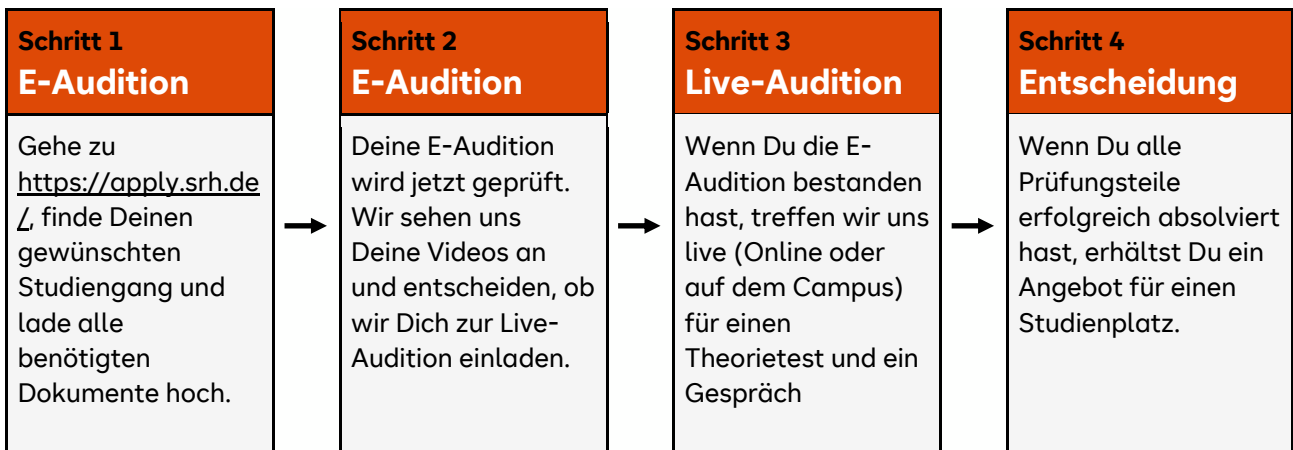 Schritt 1
E-Audition
Gehe zu
https://apply.srh.de
/, finde Deinen
gewünschten
Studiengang und
lade alle
benötigten
Dokumente hoch.
Schritt 2
E-Audition
Deine E-Audition
wird jetzt geprüft.
Wir sehen uns
Deine Videos an
und entscheiden, ob
wir Dich zur Live-
Audition einladen.
Schritt 3
Live-Audition
Wenn Du die E-
Audition bestanden
hast, treffen wir uns
live (Online oder
auf dem Campus)
für einen
Theorietest und ein
Gespräch
Schritt 4
Entscheidung
Wenn Du alle
Prüfungsteile
erfolgreich absolviert
hast, erhältst Du ein
Angebot für einen
Studienplatz.